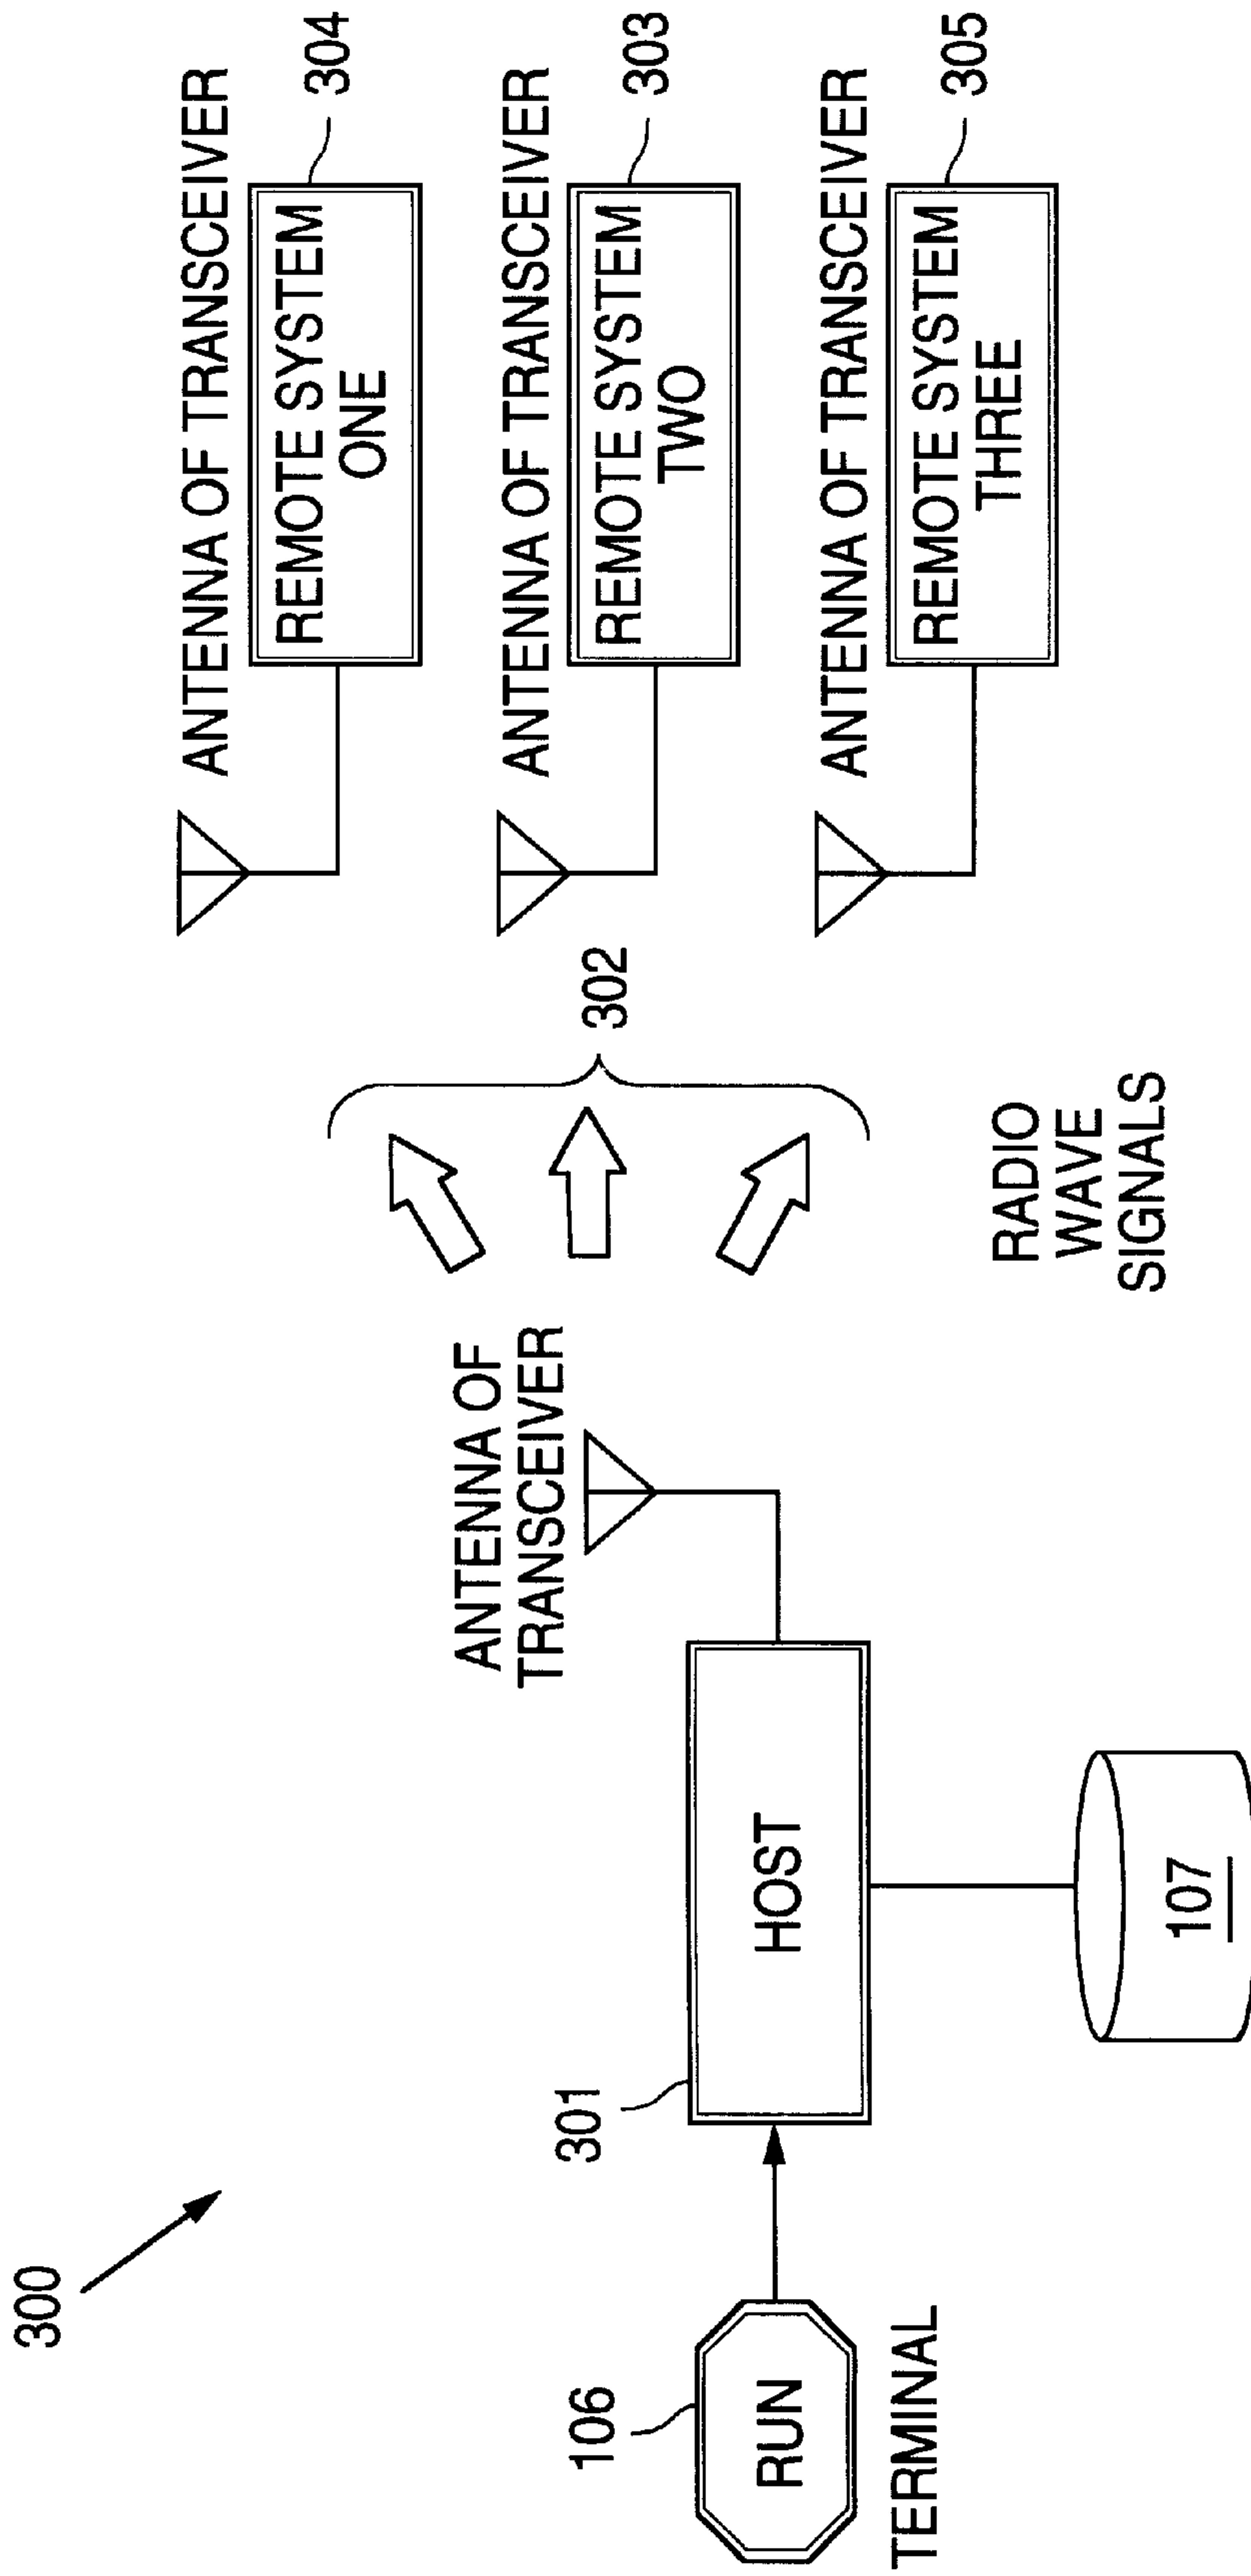 300
106
RUN
TERMINAL
301
HOST
107
ANTENNA OF
TRANSCEIVER
302
RADIO
WAVE
SIGNALS
ANTENNA OF TRANSCEIVER
REMOTE SYSTEM
ONE
304
ANTENNA OF TRANSCEIVER
REMOTE SYSTEM
TWO
303
ANTENNA OF TRANSCEIVER
REMOTE SYSTEM
THREE
305